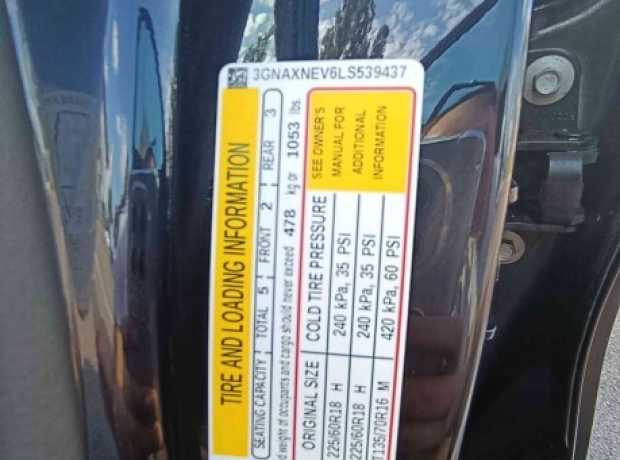 3GNAXNEV6LS539437
TIRE AND LOADING INFORMATION
SEATING CAPACITY TOTAL 5 FRONT 2 REAR 3
d weight of occupants and cargo should never exceed 478 kg or 1053 lbs.
ORIGINAL SIZE COLD TIRE PRESSURE
225/60R18 H 240 kPa, 35 PSI
225/60R18 H 240 kPa, 35 PSI
T135/70R16 M 420 kPa, 60 PSI
SEE OWNER'S
MANUAL FOR
ADDITIONAL
INFORMATION